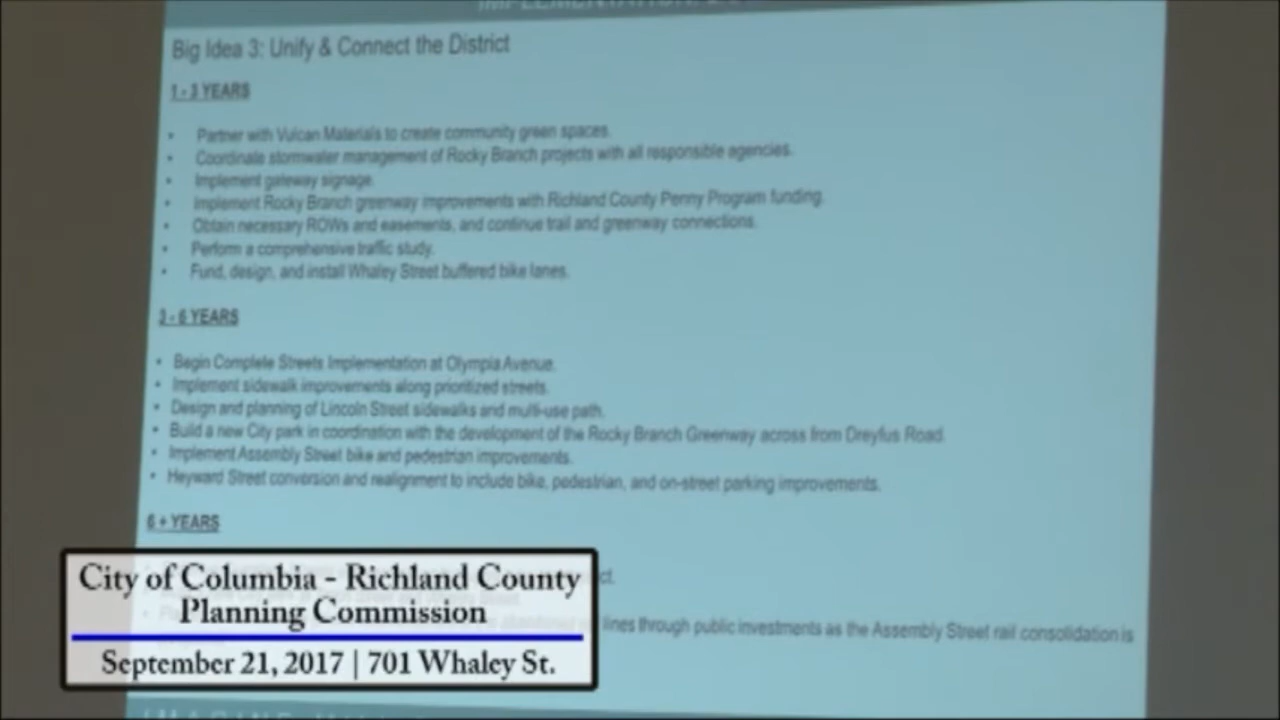 Big Idea 3: Unify & Connect the District
1 - 3 YEARS
• Partner with Vulcan Materials to create community green spaces.
• Coordinate stormwater management of Rocky Branch projects with all responsible agencies.
• Implement gateway signage.
• Implement Rocky Branch greenway improvements with Richland County Penny Program funding.
• Obtain necessary ROWs and easements, and continue trail and greenway connections.
• Perform a comprehensive traffic study.
• Fund, design, and install Whaley Street buffered bike lanes.
3 - 6 YEARS
• Begin Complete Streets Implementation at Olympia Avenue.
• Implement sidewalk improvements along prioritized streets.
• Design and planning of Lincoln Street sidewalks and multi-use path.
• Build a new City park in coordination with the development of the Rocky Branch Greenway across from Dreyfus Road.
• Implement Assembly Street bike and pedestrian improvements.
• Heyward Street conversion and realignment to include bike, pedestrian, and on-street parking improvements.
6 + YEARS
lines through public investments as the Assembly Street rail consolidation is
City of Columbia - Richland County
Planning Commission
September 21, 2017 | 701 Whaley St.